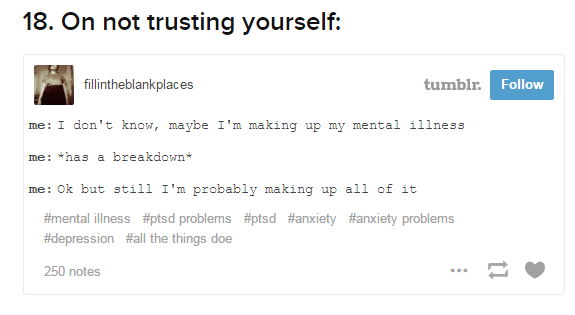 18. On not trusting yourself:
fillintheblankplaces
tumblr. Follow
me: I don't know, maybe I'm making up my mental illness
me: *has a breakdown*
me: Ok but still I'm probably making up all of it
#mental illness #ptsd problems #ptsd #anxiety #anxiety problems
#depression #all the things doe
250 notes